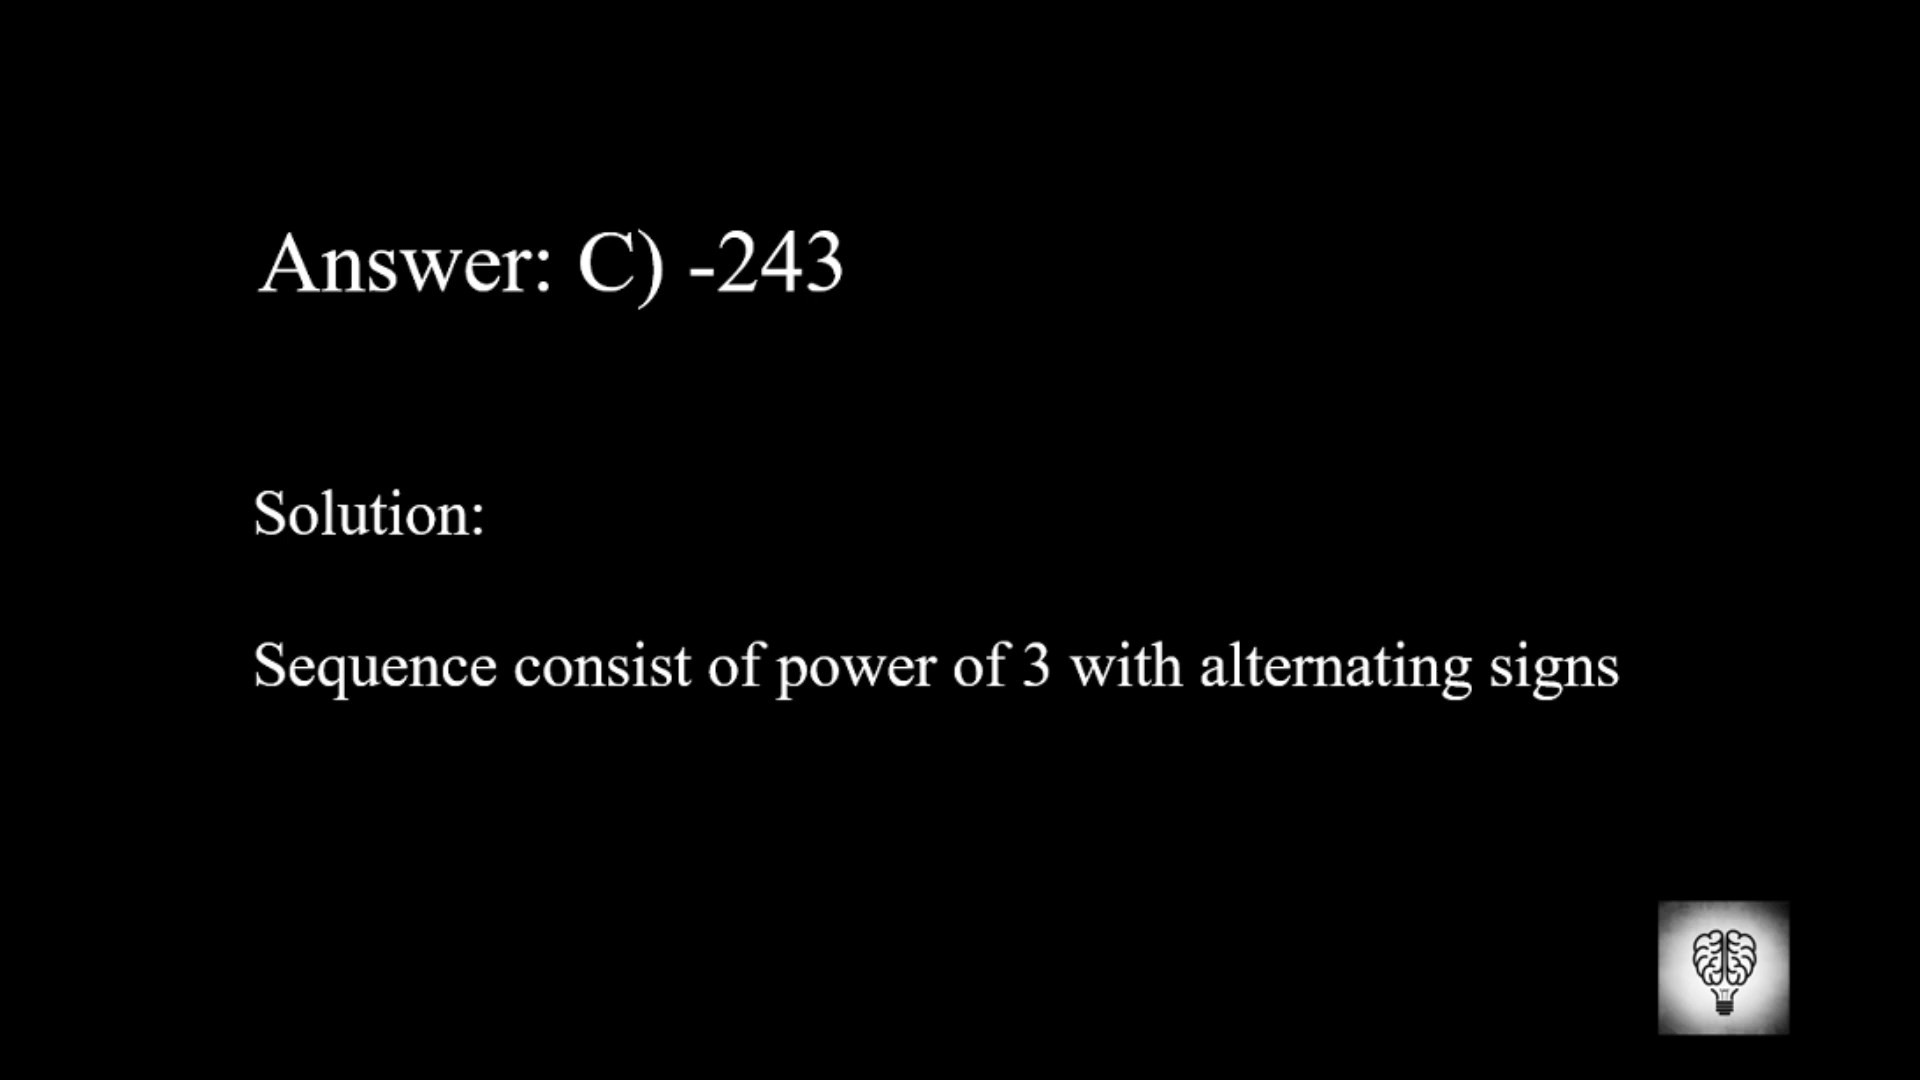 Answer: C) -243
Solution:
Sequence consist of power of 3 with alternating signs